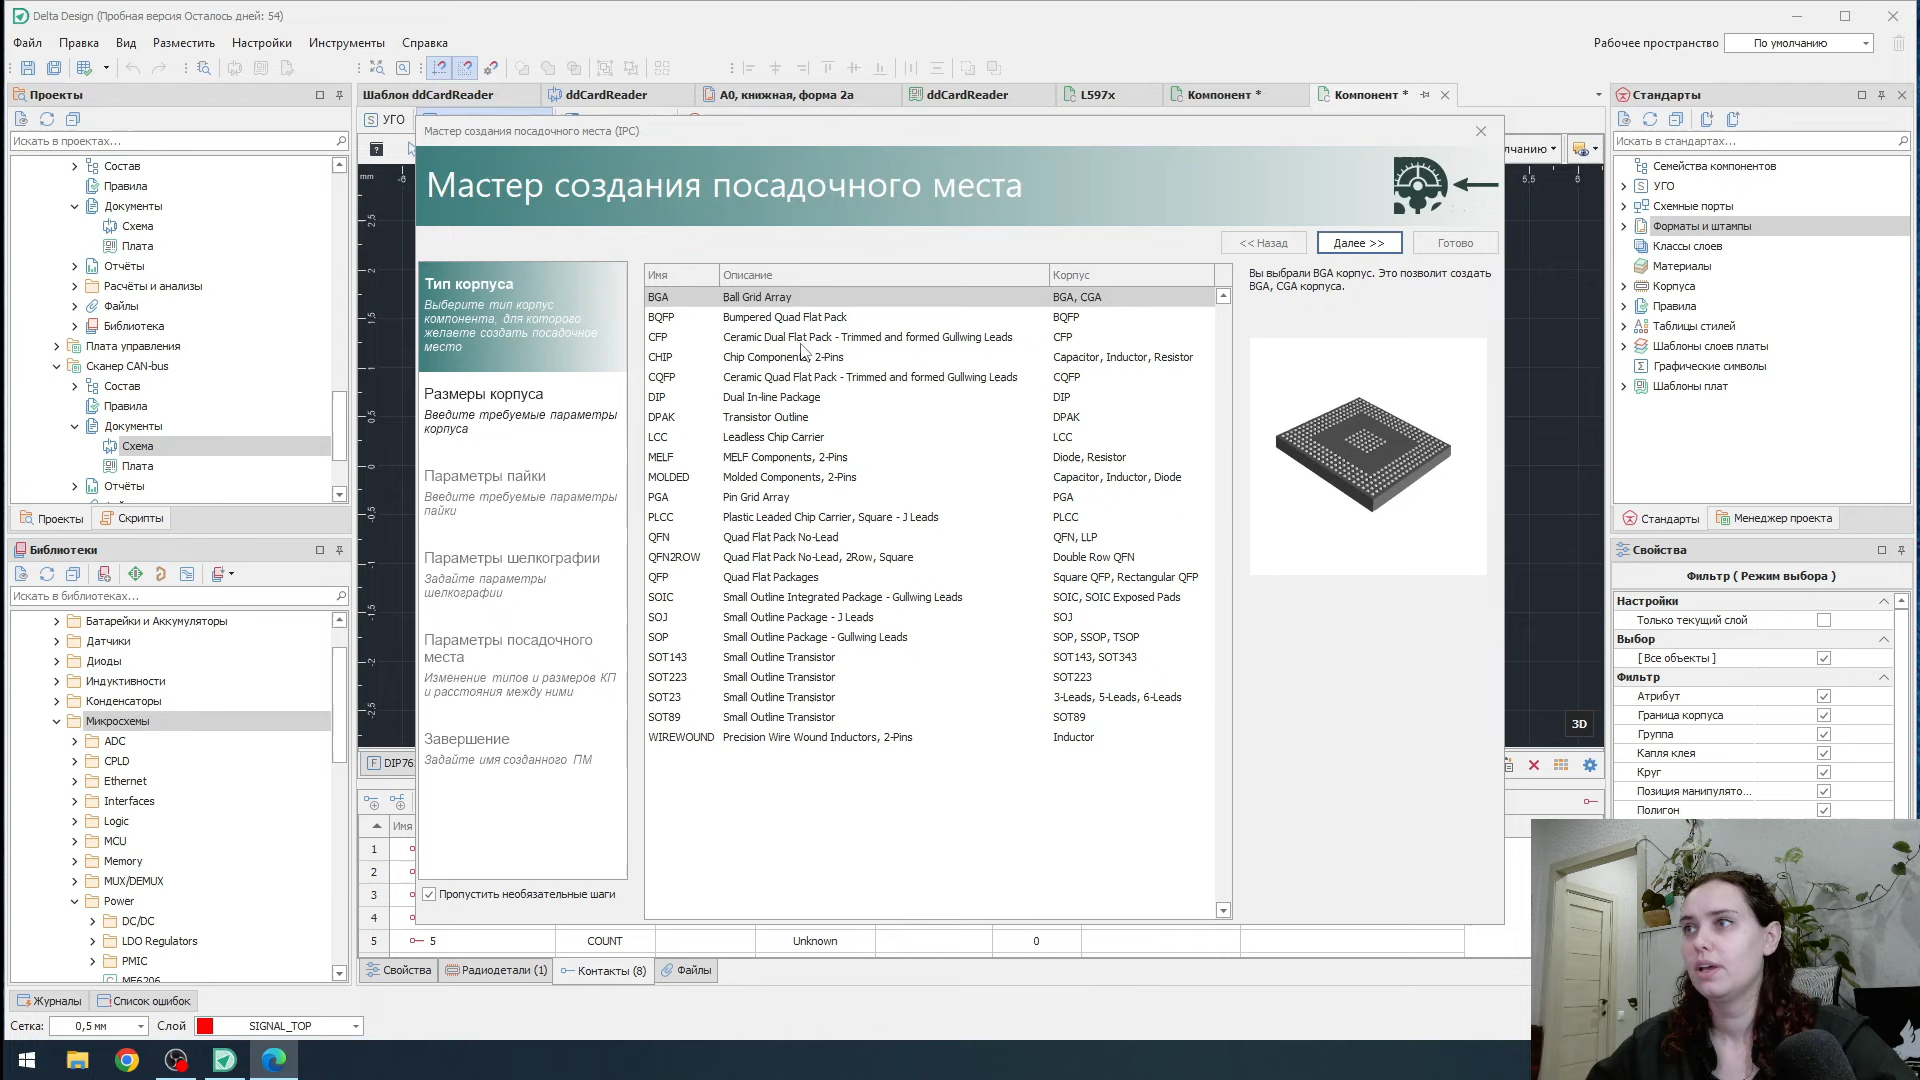 Delta Design (Пробная версия Осталось дней: 54)
Файл Правка Вид Разместить Настройки Инструменты Справка
Рабочее пространство По умолчанию
Проекты
Искать в проектах...
Состав
Правила
Документы
Схема
Плата
Отчёты
Расчёты и анализы
Файлы
Библиотека
Плата управления
Сканер CAN-bus
Состав
Правила
Документы
Схема
Плата
Отчёты
Проекты Скрипты
Библиотеки
Искать в библиотеках...
Батарейки и Аккумуляторы
Датчики
Диоды
Индуктивности
Конденсаторы
Микросхемы
ADC
CPLD
Ethernet
Interfaces
Logic
MCU
Memory
MUX/DEMUX
Power
DC/DC
LDO Regulators
PMIC
ME6206
Журналы Список ошибок
Сетка: 0,5 мм Слой SIGNAL_TOP
Шаблон ddCardReader ddCardReader А0, книжная, форма 2а ddCardReader L597x Компонент * Компонент *
УГО
mm
Мастер создания посадочного места (IPC)
Мастер создания посадочного места
<< Назад Далее >> Готово
Тип корпуса
Выберите тип корпус
компонента, для которого
желаете создать посадочное
место
Размеры корпуса
Введите требуемые параметры
корпуса
Параметры пайки
Введите требуемые параметры
пайки
Параметры шелкографии
Задайте параметры
шелкографии
Параметры посадочного
места
Изменение типов и размеров КП
и расстояния между ними
Завершение
Задайте имя созданного ПМ
Пропустить необязательные шаги
Имя Описание Корпус
BGA Ball Grid Array BGA, CGA
BQFP Bumpered Quad Flat Pack BQFP
CFP Ceramic Dual Flat Pack - Trimmed and formed Gullwing Leads CFP
CHIP Chip Components, 2-Pins Capacitor, Inductor, Resistor
CQFP Ceramic Quad Flat Pack - Trimmed and formed Gullwing Leads CQFP
DIP Dual In-line Package DIP
DPAK Transistor Outline DPAK
LCC Leadless Chip Carrier LCC
MELF MELF Components, 2-Pins Diode, Resistor
MOLDED Molded Components, 2-Pins Capacitor, Inductor, Diode
PGA Pin Grid Array PGA
PLCC Plastic Leaded Chip Carrier, Square - J Leads PLCC
QFN Quad Flat Pack No-Lead QFN, LLP
QFN2ROW Quad Flat Pack No-Lead, 2Row, Square Double Row QFN
QFP Quad Flat Packages Square QFP, Rectangular QFP
SOIC Small Outline Integrated Package - Gullwing Leads SOIC, SOIC Exposed Pads
SOJ Small Outline Package - J Leads SOJ
SOP Small Outline Package - Gullwing Leads SOP, SSOP, TSOP
SOT143 Small Outline Transistor SOT143, SOT343
SOT223 Small Outline Transistor SOT223
SOT23 Small Outline Transistor 3-Leads, 5-Leads, 6-Leads
SOT89 Small Outline Transistor SOT89
WIREWOUND Precision Wire Wound Inductors, 2-Pins Inductor
Вы выбрали BGA корпус. Это позволит создать
BGA, CGA корпуса.
5,5 6
3D
Имя
1
2
3
4
5 5 COUNT Unknown 0
Свойства Радиодетали (1) Контакты (8) Файлы
Стандарты
Искать в стандартах...
Семейства компонентов
УГО
Схемные порты
Форматы и штампы
Классы слоев
Материалы
Корпуса
Правила
Таблицы стилей
Шаблоны слоев платы
Графические символы
Шаблоны плат
Стандарты Менеджер проекта
Свойства
Фильтр ( Режим выбора )
Настройки
Только текущий слой
Выбор
[ Все объекты ]
Фильтр
Атрибут
Граница корпуса
Группа
Капля клея
Круг
Позиция манипулято...
Полигон